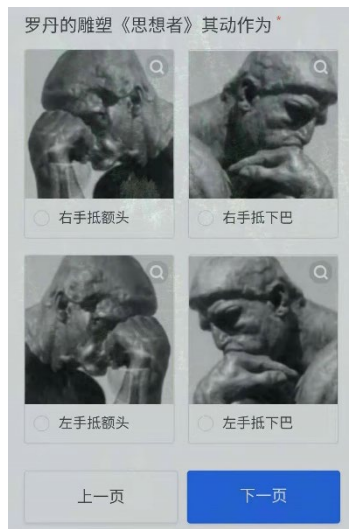 罗丹的雕塑《思想者》其动作为 *
右手抵额头
右手抵下巴
左手抵额头
左手抵下巴
上一页
下一页